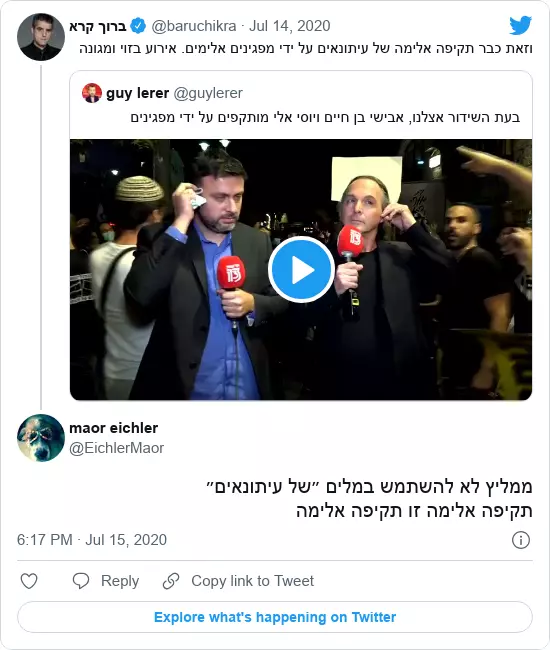 ברוך קרא @baruchikra · Jul 14, 2020
וזאת כבר תקיפה אלימה של עיתונאים על ידי מפגינים אלימים. אירוע בזוי ומגונה
guy lerer @guylerer
בעת השידור אצלנו, אבישי בן חיים ויוסי אלי מותקפים על ידי מפגינים
13
13
maor eichler
@EichlerMaor
ממליץ לא להשתמש במלים ״של עיתונאים״
תקיפה אלימה זו תקיפה אלימה
6:17 PM · Jul 15, 2020
Reply
Copy link to Tweet
Explore what's happening on Twitter